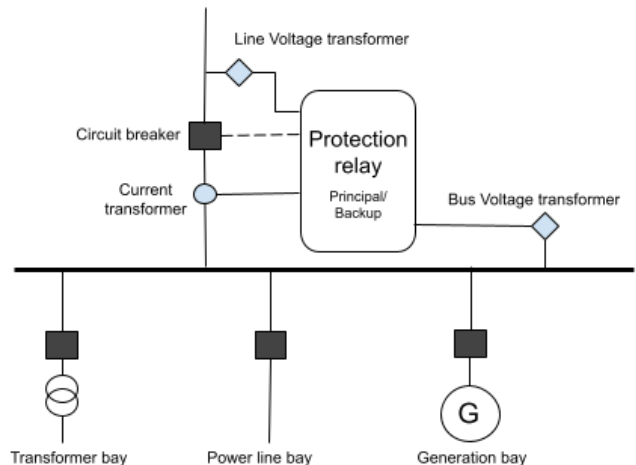 Line Voltage transformer
Circuit breaker
Protection
relay
Principal/
Backup
Current
transformer
Bus Voltage transformer
G
Transformer bay
Power line bay
Generation bay